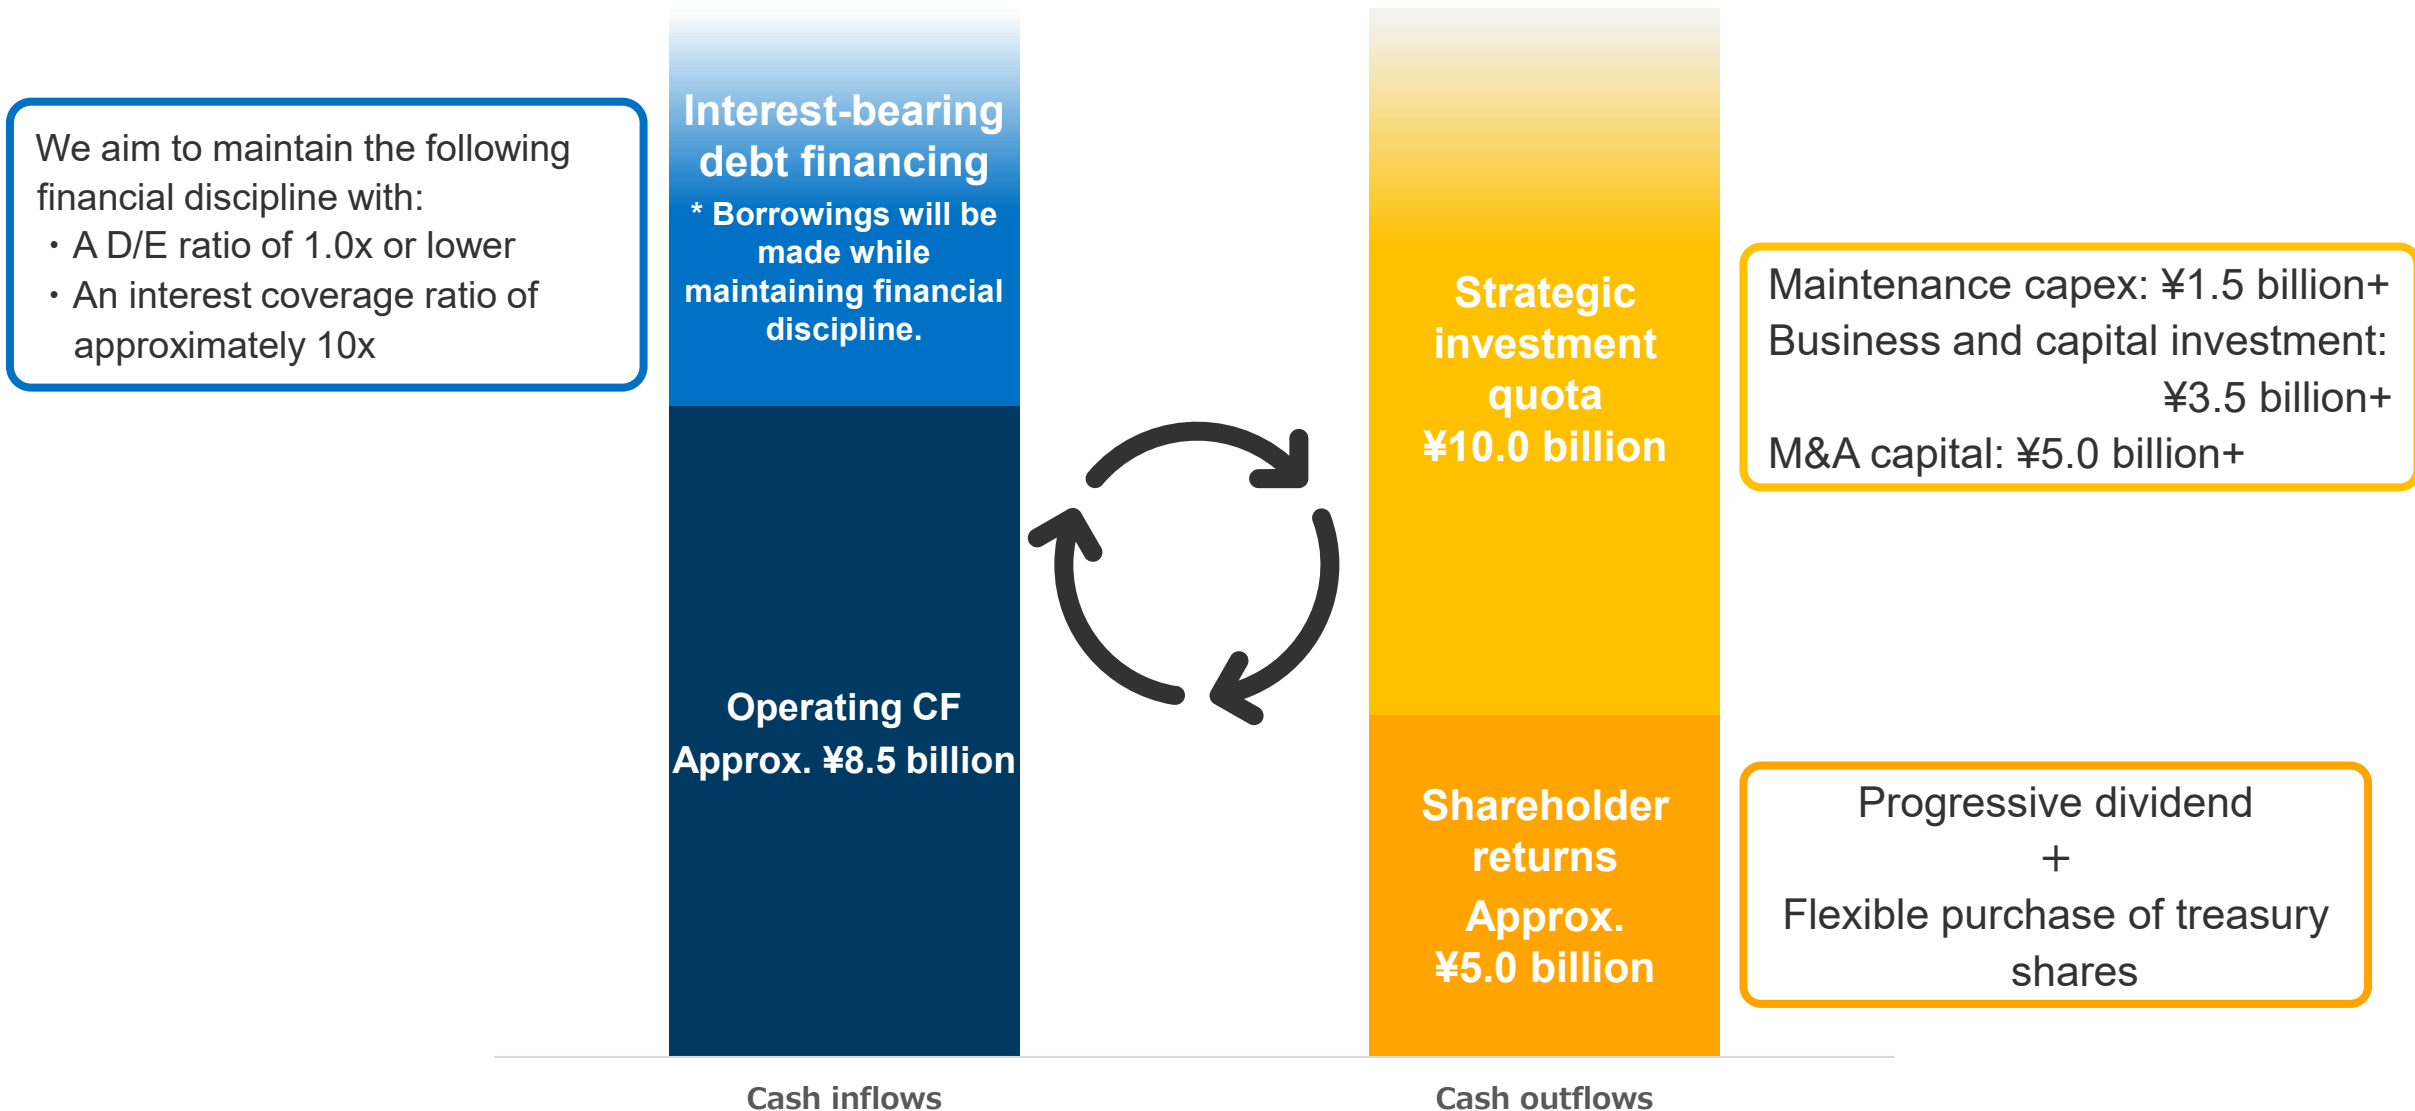 We aim to maintain the following
financial discipline with:
・A D/E ratio of 1.0x or lower
・An interest coverage ratio of
approximately 10x
Interest-bearing
debt financing
* Borrowings will be
made while
maintaining financial
discipline.
Operating CF
Approx. ¥8.5 billion
Strategic
investment
quota
¥10.0 billion
Maintenance capex: ¥1.5 billion+
Business and capital investment:
¥3.5 billion+
M&A capital: ¥5.0 billion+
Shareholder
returns
Approx.
¥5.0 billion
Progressive dividend
+
Flexible purchase of treasury
shares
Cash inflows
Cash outflows